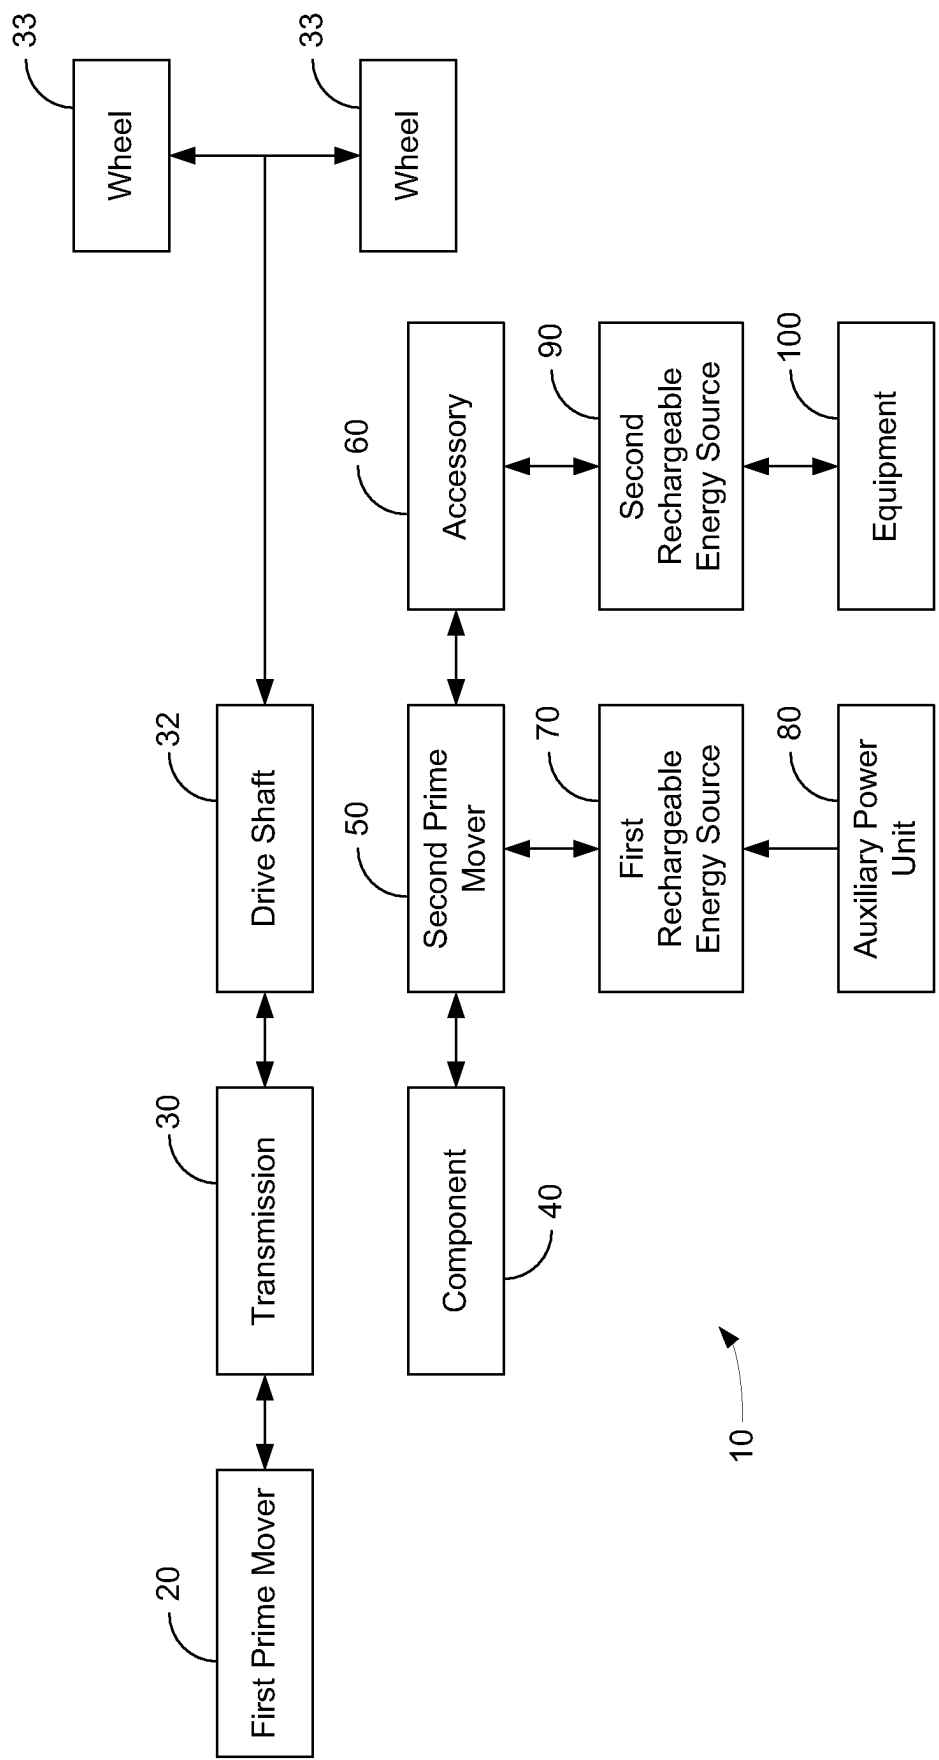 33
Wheel
33
Wheel
20
First Prime Mover
30
Transmission
32
Drive Shaft
40
Component
50
Second Prime
Mover
60
Accessory
70
First
Rechargeable
Energy Source
90
Second
Rechargeable
Energy Source
80
Auxiliary Power
Unit
100
Equipment
10